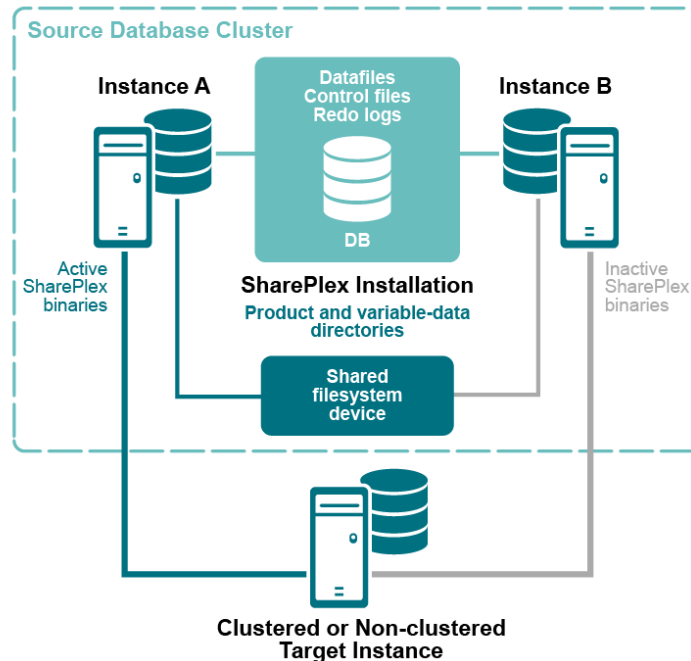 Source Database Cluster
Instance A
Datafiles
Control files
Redo logs
DB
Instance B
Active
SharePlex
binaries
SharePlex Installation
Product and variable-data
directories
Inactive
SharePlex
binaries
Shared
filesystem
device
Clustered or Non-clustered
Target Instance